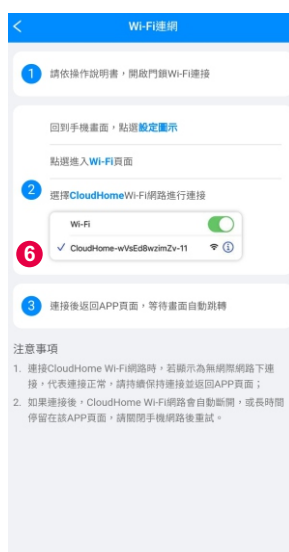 Wi-Fi連網
1 請依操作說明書，開啟門鎖Wi-Fi連接
回到手機畫面，點選設定圖示
點選進入Wi-Fi頁面
2 選擇CloudHomeWi-Fi網路進行連接
Wi-Fi
6 CloudHome-wVsEd8wzimZv-11
3 連接後返回APP頁面，等待畫面自動跳轉
注意事項
1. 連接CloudHome Wi-Fi網路時，若顯示為無網際網路下連
接，代表連接正常，請持續保持連接並返回APP頁面；
2. 如果連接後，CloudHome Wi-Fi網路會自動斷開，或長時間
停留在該APP頁面，請關閉手機網路後重試。